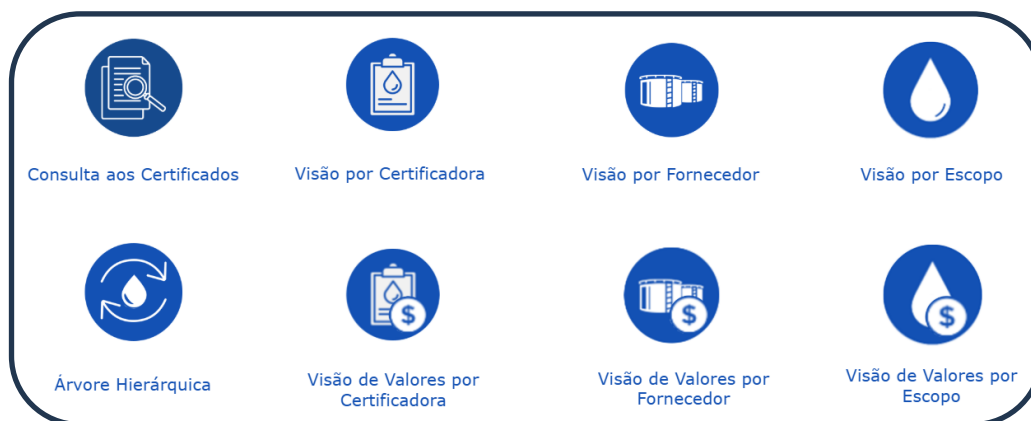 Consulta aos Certificados
Visão por Certificadora
Visão por Fornecedor
Visão por Escopo
Árvore Hierárquica
Visão de Valores por
Certificadora
$
Visão de Valores por
Fornecedor
$
Visão de Valores por
Escopo
$